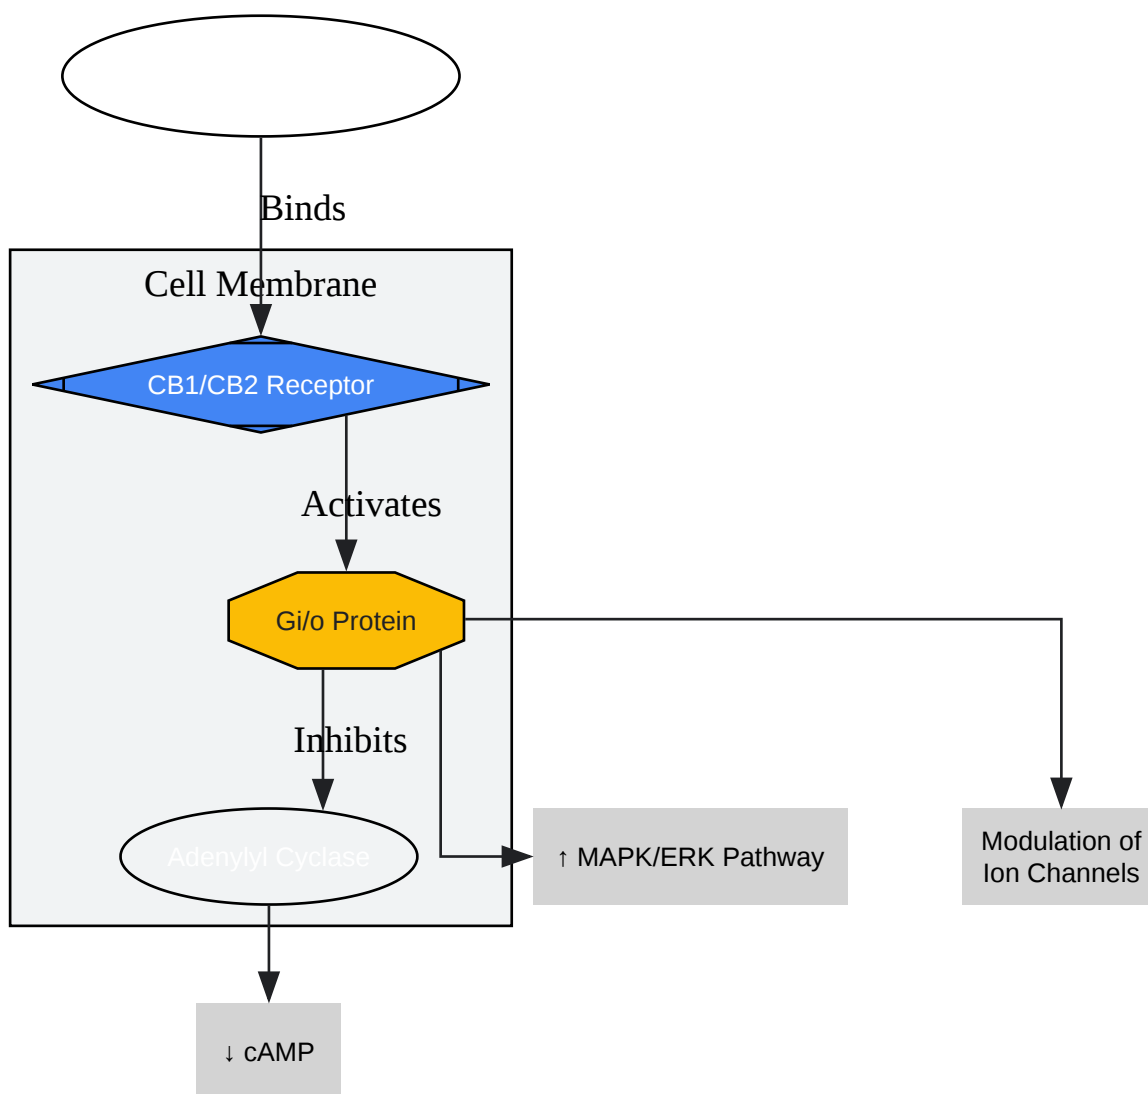 Binds
Cell Membrane
CB1/CB2 Receptor
Activates
Gi/o Protein
Inhibits
Adenylyl Cyclase
↑ MAPK/ERK Pathway
Modulation of
Ion Channels
↓ cAMP